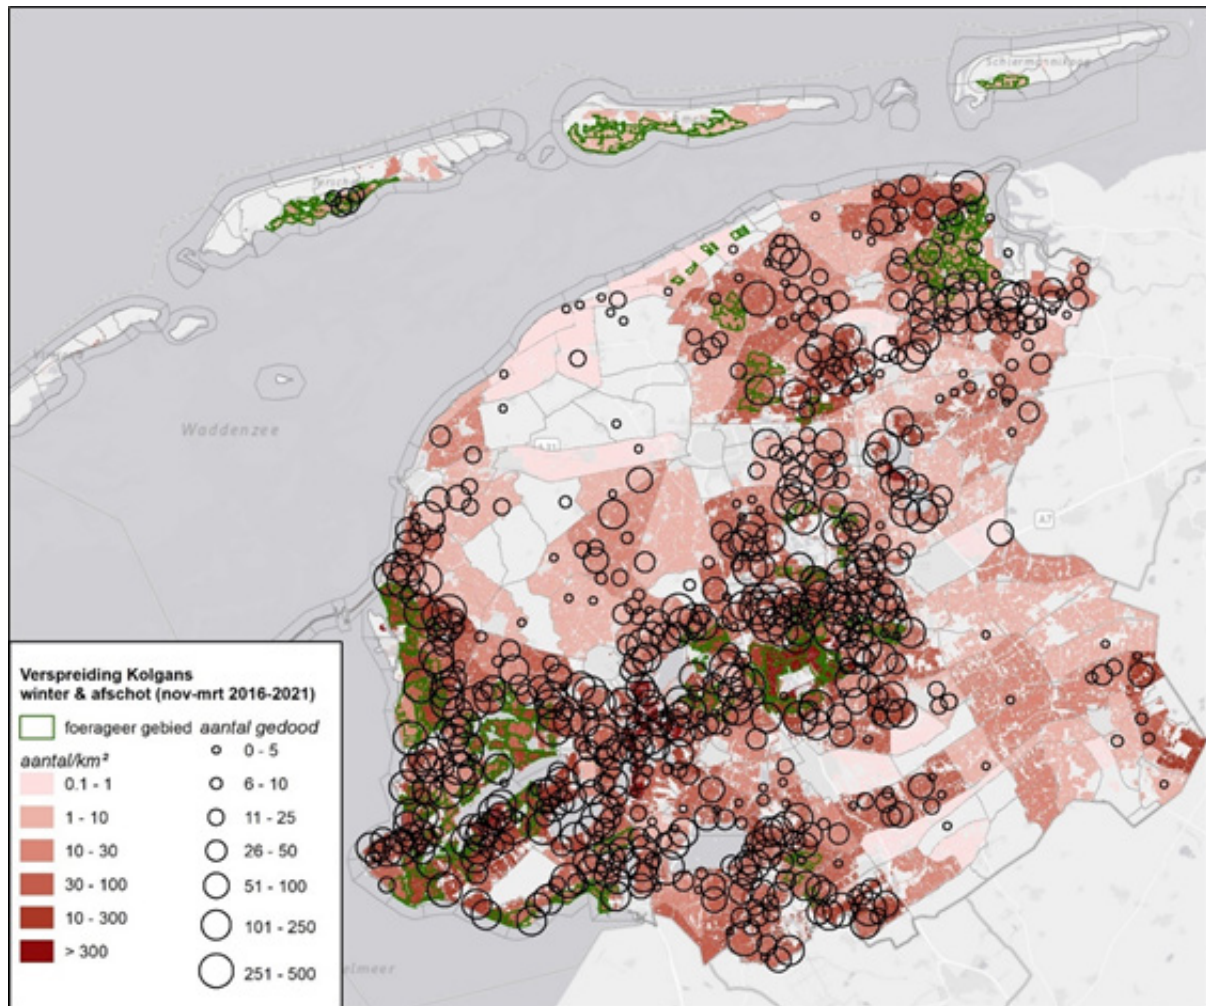 Schiermonnikoog
Waddenzee
A31
A7
Verspreiding Kolgans
winter & afschot (nov-mrt 2016-2021)
foerageer gebied
aantal gedood
0 - 5
aantal/km²
6 - 10
0.1 - 1
11 - 25
1 - 10
26 - 50
10 - 30
51 - 100
30 - 100
101 - 250
10 - 300
251 - 500
> 300
elmeer